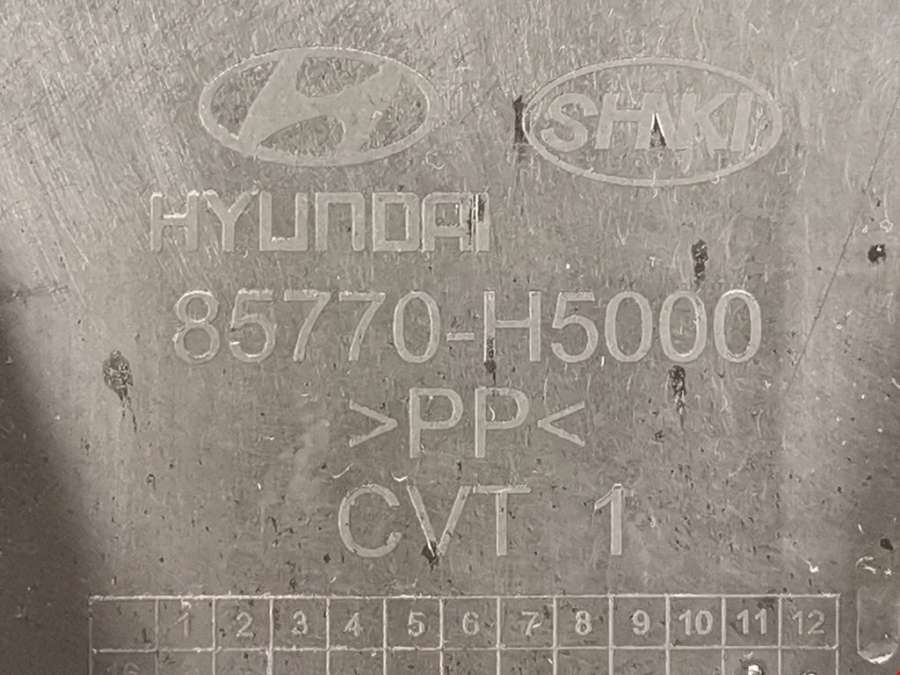 SHAKI
HYUNDAI
85770-H5000
>PP<
CVT 1
1 2 3 4 5 6 7 8 9 10 11 12